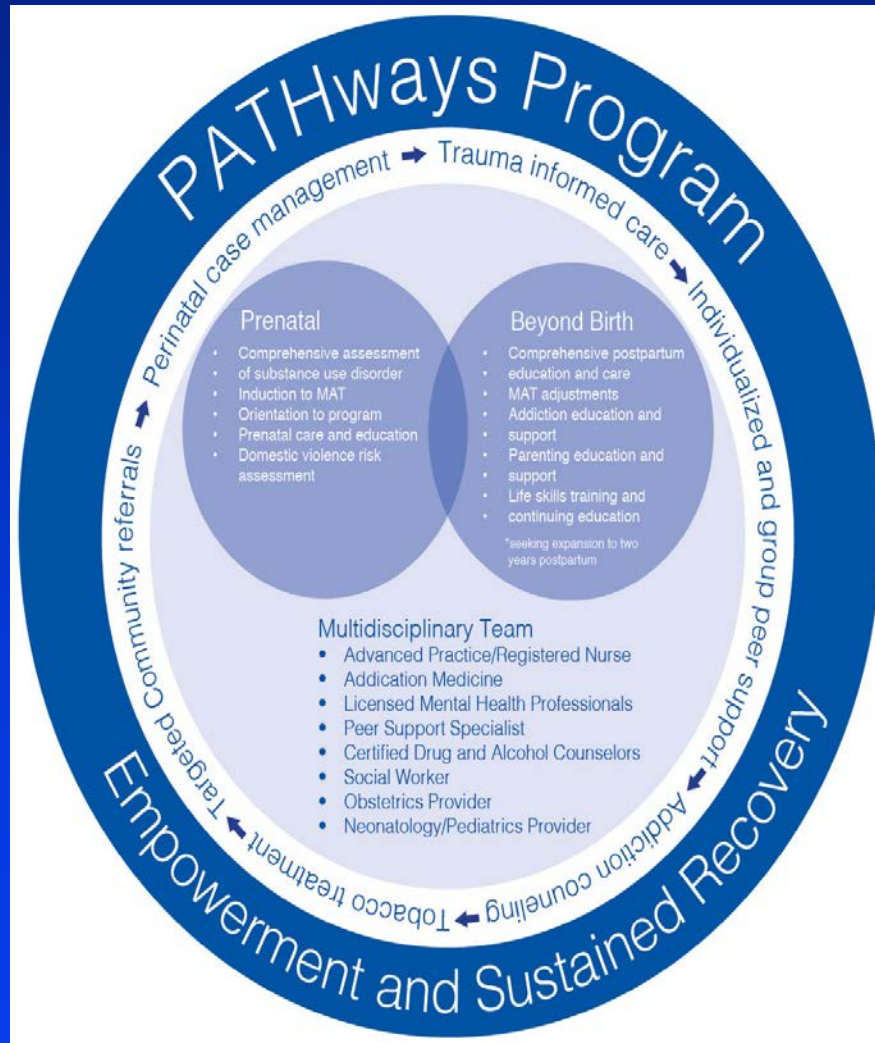 PATHways Program
Perinatal case management → Trauma informed care → Individualized and group peer support → Addiction counseling → Tobacco treatment → Targeted Community referrals →
Prenatal
• Comprehensive assessment
• of substance use disorder
• Induction to MAT
• Orientation to program
• Prenatal care and education
• Domestic violence risk
assessment
Beyond Birth
• Comprehensive postpartum
• education and care
• MAT adjustments
• Addiction education and
• support
• Parenting education and
• support
• Life skills training and
• continuing education
*seeking expansion to two
years postpartum
Multidisciplinary Team
• Advanced Practice/Registered Nurse
• Addication Medicine
• Licensed Mental Health Professionals
• Peer Support Specialist
• Certified Drug and Alcohol Counselors
• Social Worker
• Obstetrics Provider
• Neonatology/Pediatrics Provider
Empowerment and Sustained Recovery